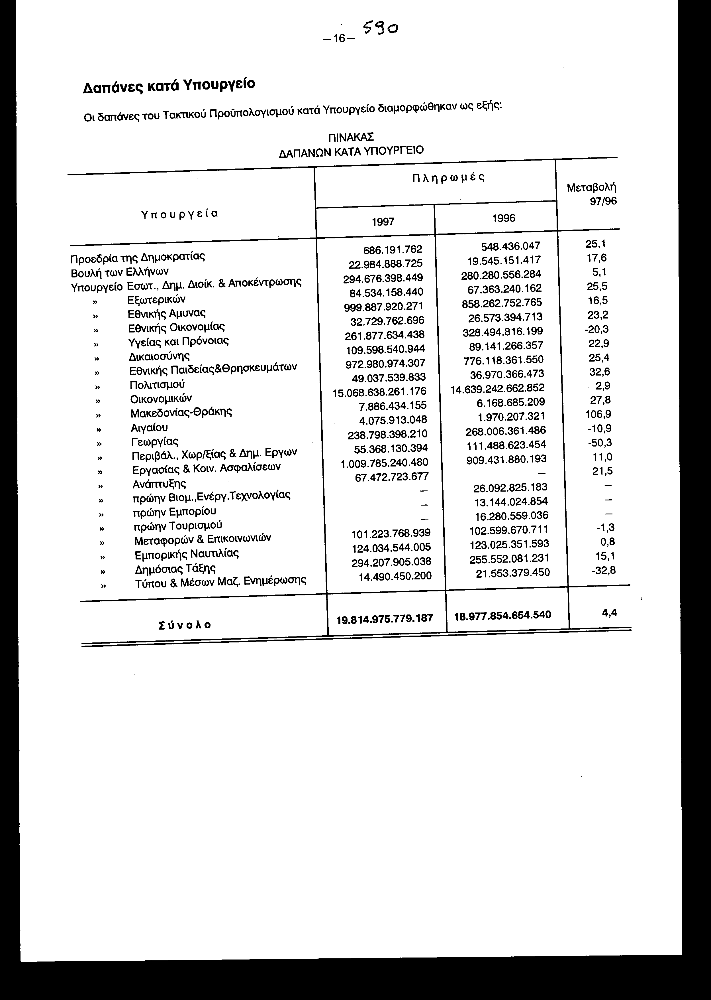 590
–16–
Δαπάνες κατά Υπουργείο
Οι δαπάνες του Τακτικού Προϋπολογισμού κατά Υπουργείο διαμορφώθηκαν ως εξής:
ΠΙΝΑΚΑΣ
ΔΑΠΑΝΩΝ ΚΑΤΑ ΥΠΟΥΡΓΕΙΟ
Υπουργεία Πληρωμές Μεταβολή 97/96
1997 1996
Προεδρία της Δημοκρατίας 686.191.762 548.436.047 25,1
Βουλή των Ελλήνων 22.984.888.725 19.545.151.417 17,6
Υπουργείο Εσωτ., Δημ. Διοίκ. & Αποκέντρωσης 294.676.398.449 280.280.556.284 5,1
» Εξωτερικών 84.534.158.440 67.363.240.162 25,5
» Εθνικής Αμυνας 999.887.920.271 858.262.752.765 16,5
» Εθνικής Οικονομίας 32.729.762.696 26.573.394.713 23,2
» Υγείας και Πρόνοιας 261.877.634.438 328.494.816.199 -20,3
» Δικαιοσύνης 109.598.540.944 89.141.266.357 22,9
» Εθνικής Παιδείας&Θρησκευμάτων 972.980.974.307 776.118.361.550 25,4
» Πολιτισμού 49.037.539.833 36.970.366.473 32,6
» Οικονομικών 15.068.638.261.176 14.639.242.662.852 2,9
» Μακεδονίας-Θράκης 7.886.434.155 6.168.685.209 27,8
» Αιγαίου 4.075.913.048 1.970.207.321 106,9
» Γεωργίας 238.798.398.210 268.006.361.486 -10,9
» Περιβάλ., Χωρ/ξίας & Δημ. Εργων 55.368.130.394 111.488.623.454 -50,3
» Εργασίας & Κοιν. Ασφαλίσεων 1.009.785.240.480 909.431.880.193 11,0
» Ανάπτυξης 67.472.723.677 – 21,5
» πρώην Βιομ.,Ενέργ.Τεχνολογίας – 26.092.825.183 –
» πρώην Εμπορίου – 13.144.024.854 –
» πρώην Τουρισμού – 16.280.559.036 –
» Μεταφορών & Επικοινωνιών 101.223.768.939 102.599.670.711 -1,3
» Εμπορικής Ναυτιλίας 124.034.544.005 123.025.351.593 0,8
» Δημόσιας Τάξης 294.207.905.038 255.552.081.231 15,1
» Τύπου & Μέσων Μαζ. Ενημέρωσης 14.490.450.200 21.553.379.450 -32,8
Σύνολο 19.814.975.779.187 18.977.854.654.540 4,4